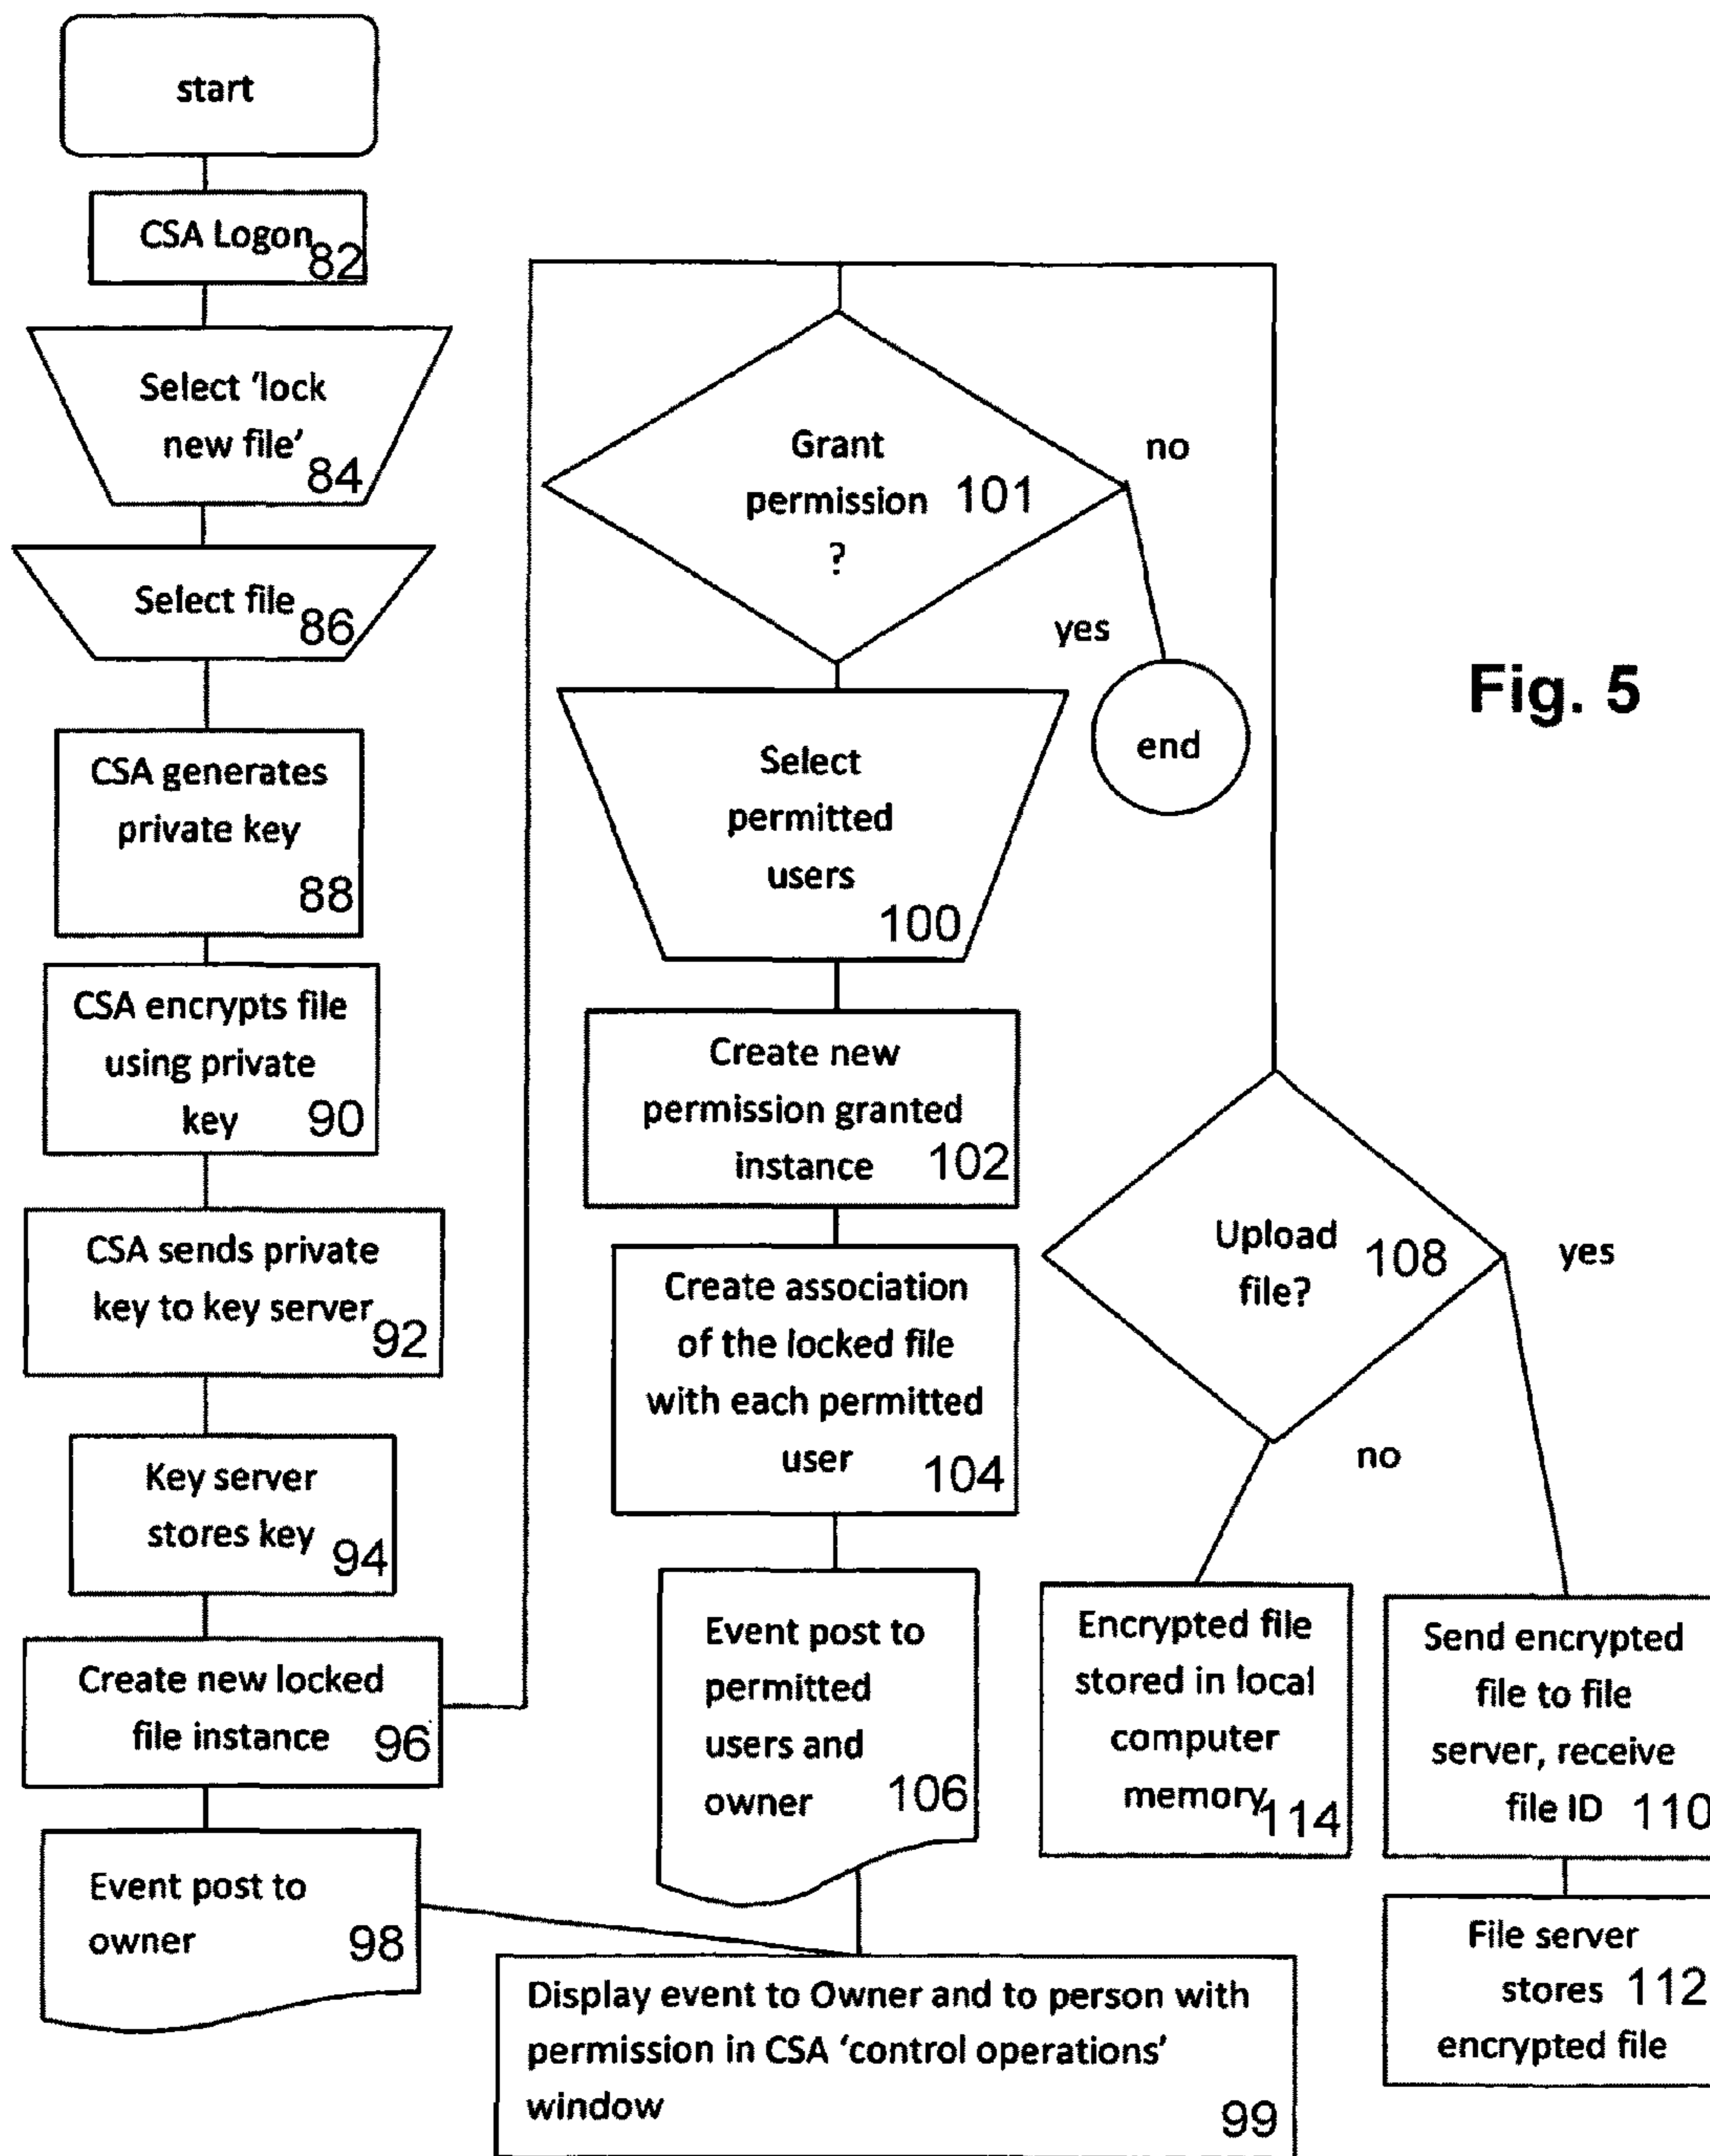 start
CSA Logon
82
Select ‘lock
new file’
84
Select file
86
CSA generates
private key
88
CSA encrypts file
using private
key 90
CSA sends private
key to key server
92
Key server
stores key
94
Create new locked
file instance 96
Event post to
owner 98
Grant
permission 101
?
no
yes
end
Select
permitted
users
100
Create new
permission granted
instance 102
Create association
of the locked file
with each permitted
user 104
Event post to
permitted
users and
owner 106
Display event to Owner and to person with
permission in CSA ‘control operations’
window
99
Fig. 5
Upload
file? 108
yes
no
Encrypted file
stored in local
computer
memory
114
Send encrypted
file to file
server, receive
file ID 110
File server
stores 112
encrypted file